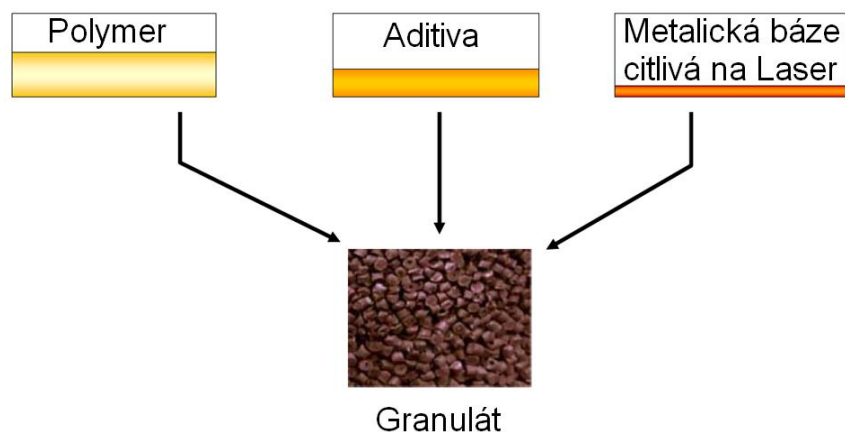 Polymer
Aditiva
Metalická báze
citlivá na Laser
Granulát